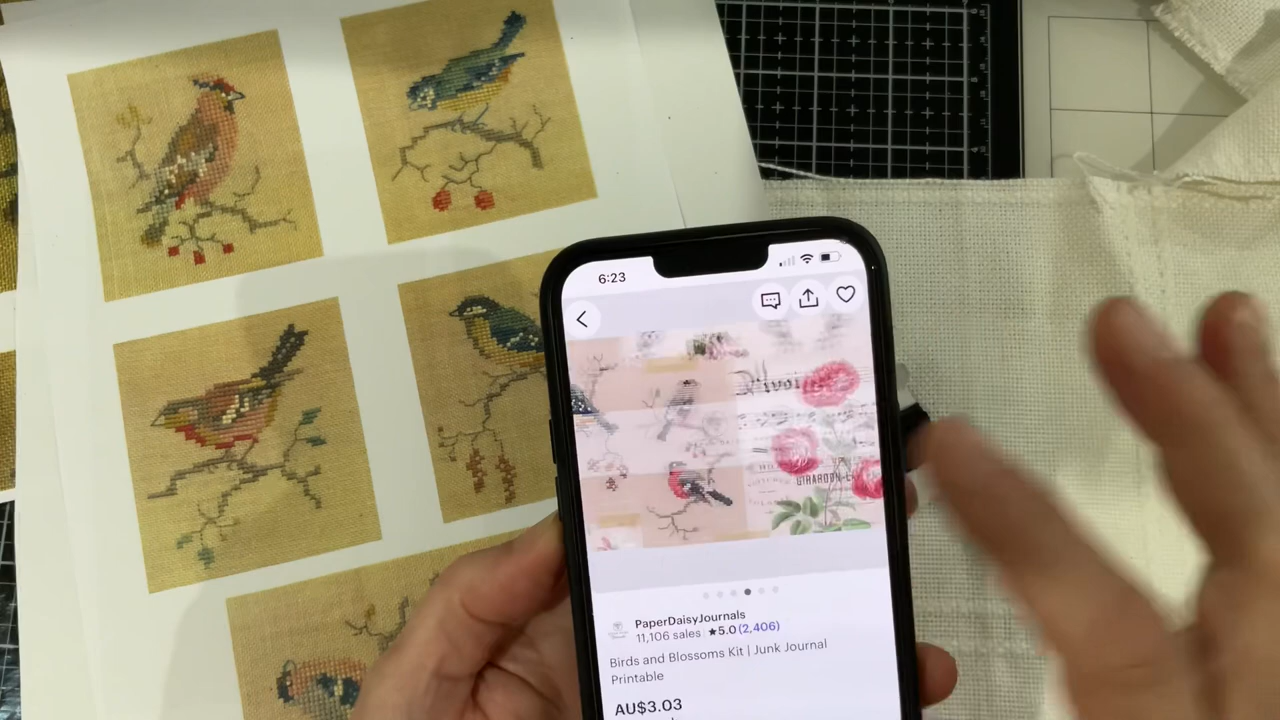 6:23
GIRARDON-
PaperDaisyJournals
11,106 sales ★5.0 (2,406)
Birds and Blossoms Kit | Junk Journal
Printable
AU$3.03